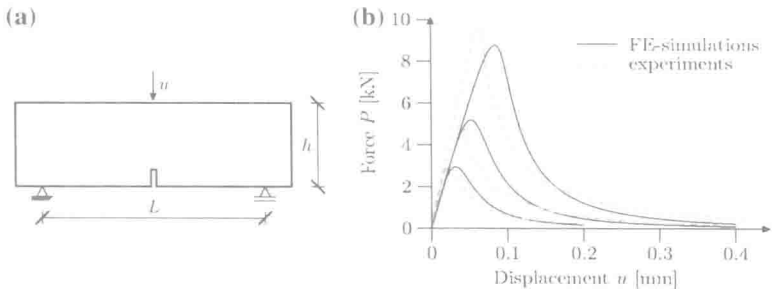 (a)
u
h
L
(b)
10
8
6
4
2
0
Force P [kN]
FE-simulations
experiments
0
0.1
0.2
0.3
0.4
Displacement u [mm]